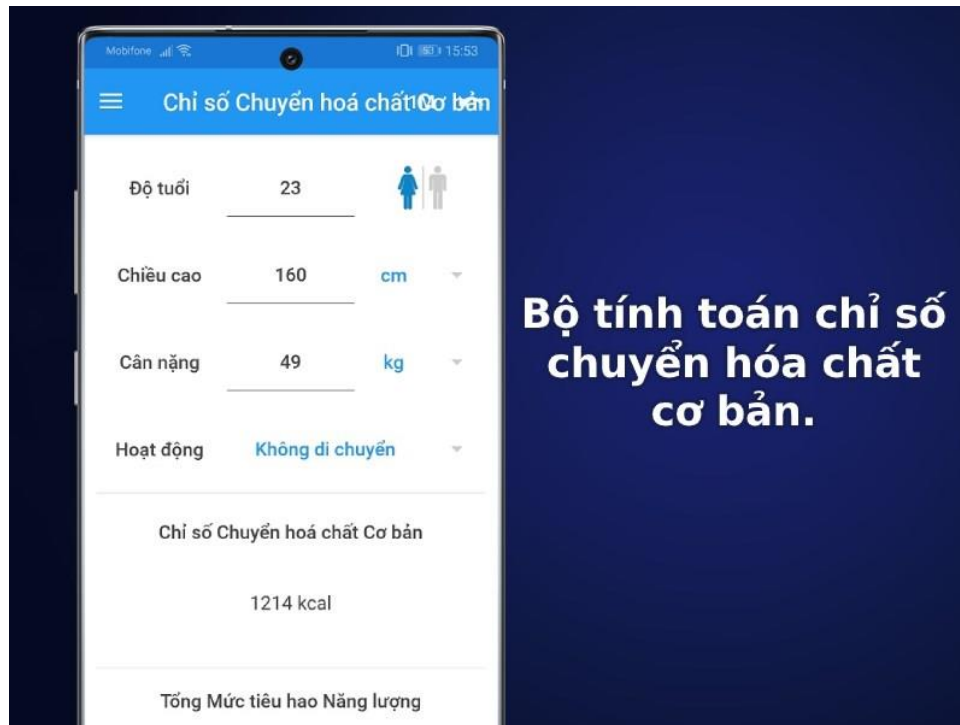 Mobifone 15:53
Chỉ số Chuyển hoá chất Cơ bản
Độ tuổi 23
Chiều cao 160 cm
Cân nặng 49 kg
Hoạt động Không di chuyển
Chỉ số Chuyển hoá chất Cơ bản
1214 kcal
Tổng Mức tiêu hao Năng lượng
Bộ tính toán chỉ số
chuyển hóa chất
cơ bản.